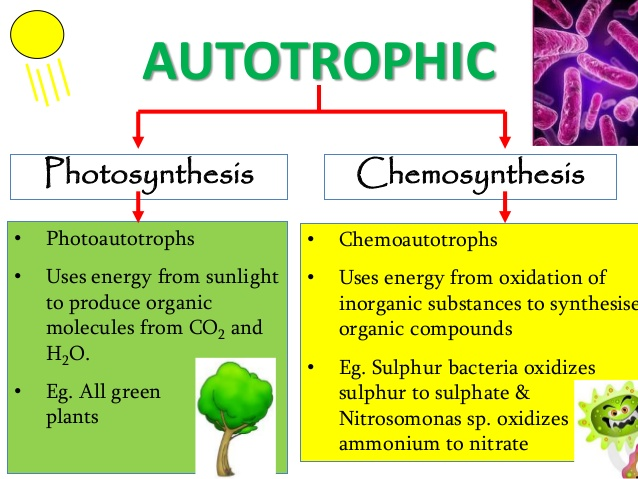 AUTOTROPHIC
Photosynthesis
• Photoautotrophs
• Uses energy from sunlight
to produce organic
molecules from CO₂ and
H₂O.
• Eg. All green
plants
Chemosynthesis
• Chemoautotrophs
• Uses energy from oxidation of
inorganic substances to synthesise
organic compounds
• Eg. Sulphur bacteria oxidizes
sulphur to sulphate &
Nitrosomonas sp. oxidizes
ammonium to nitrate